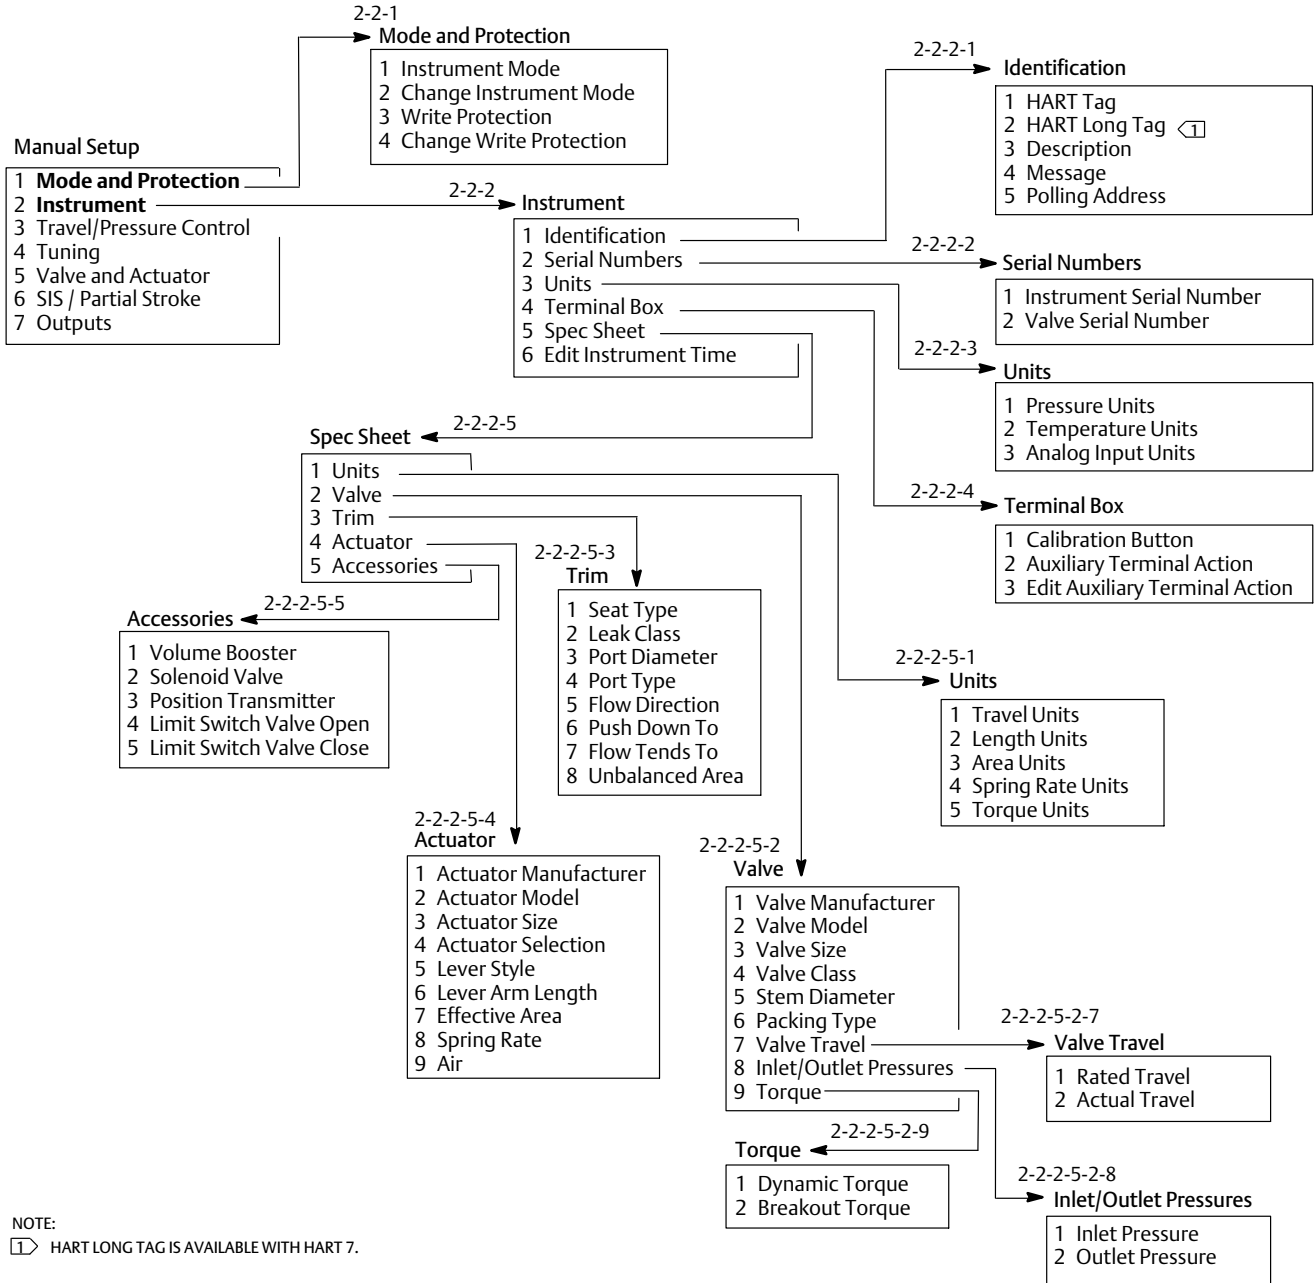 2-2-1
Mode and Protection
1 Instrument Mode
2 Change Instrument Mode
3 Write Protection
4 Change Write Protection
Manual Setup
1 Mode and Protection
2 Instrument
3 Travel/Pressure Control
4 Tuning
5 Valve and Actuator
6 SIS / Partial Stroke
7 Outputs
2-2-2
Instrument
1 Identification
2 Serial Numbers
3 Units
4 Terminal Box
5 Spec Sheet
6 Edit Instrument Time
2-2-2-1
Identification
1 HART Tag
2 HART Long Tag 1
3 Description
4 Message
5 Polling Address
2-2-2-2
Serial Numbers
1 Instrument Serial Number
2 Valve Serial Number
2-2-2-3
Units
1 Pressure Units
2 Temperature Units
3 Analog Input Units
2-2-2-4
Terminal Box
1 Calibration Button
2 Auxiliary Terminal Action
3 Edit Auxiliary Terminal Action
2-2-2-5
Spec Sheet
1 Units
2 Valve
3 Trim
4 Actuator
5 Accessories
2-2-2-5-5
Accessories
1 Volume Booster
2 Solenoid Valve
3 Position Transmitter
4 Limit Switch Valve Open
5 Limit Switch Valve Close
2-2-2-5-3
Trim
1 Seat Type
2 Leak Class
3 Port Diameter
4 Port Type
5 Flow Direction
6 Push Down To
7 Flow Tends To
8 Unbalanced Area
2-2-2-5-1
Units
1 Travel Units
2 Length Units
3 Area Units
4 Spring Rate Units
5 Torque Units
2-2-2-5-4
Actuator
1 Actuator Manufacturer
2 Actuator Model
3 Actuator Size
4 Actuator Selection
5 Lever Style
6 Lever Arm Length
7 Effective Area
8 Spring Rate
9 Air
2-2-2-5-2
Valve
1 Valve Manufacturer
2 Valve Model
3 Valve Size
4 Valve Class
5 Stem Diameter
6 Packing Type
7 Valve Travel
8 Inlet/Outlet Pressures
9 Torque
2-2-2-5-2-7
Valve Travel
1 Rated Travel
2 Actual Travel
2-2-2-5-2-9
Torque
1 Dynamic Torque
2 Breakout Torque
2-2-2-5-2-8
Inlet/Outlet Pressures
1 Inlet Pressure
2 Outlet Pressure
NOTE:
1 HART LONG TAG IS AVAILABLE WITH HART 7.